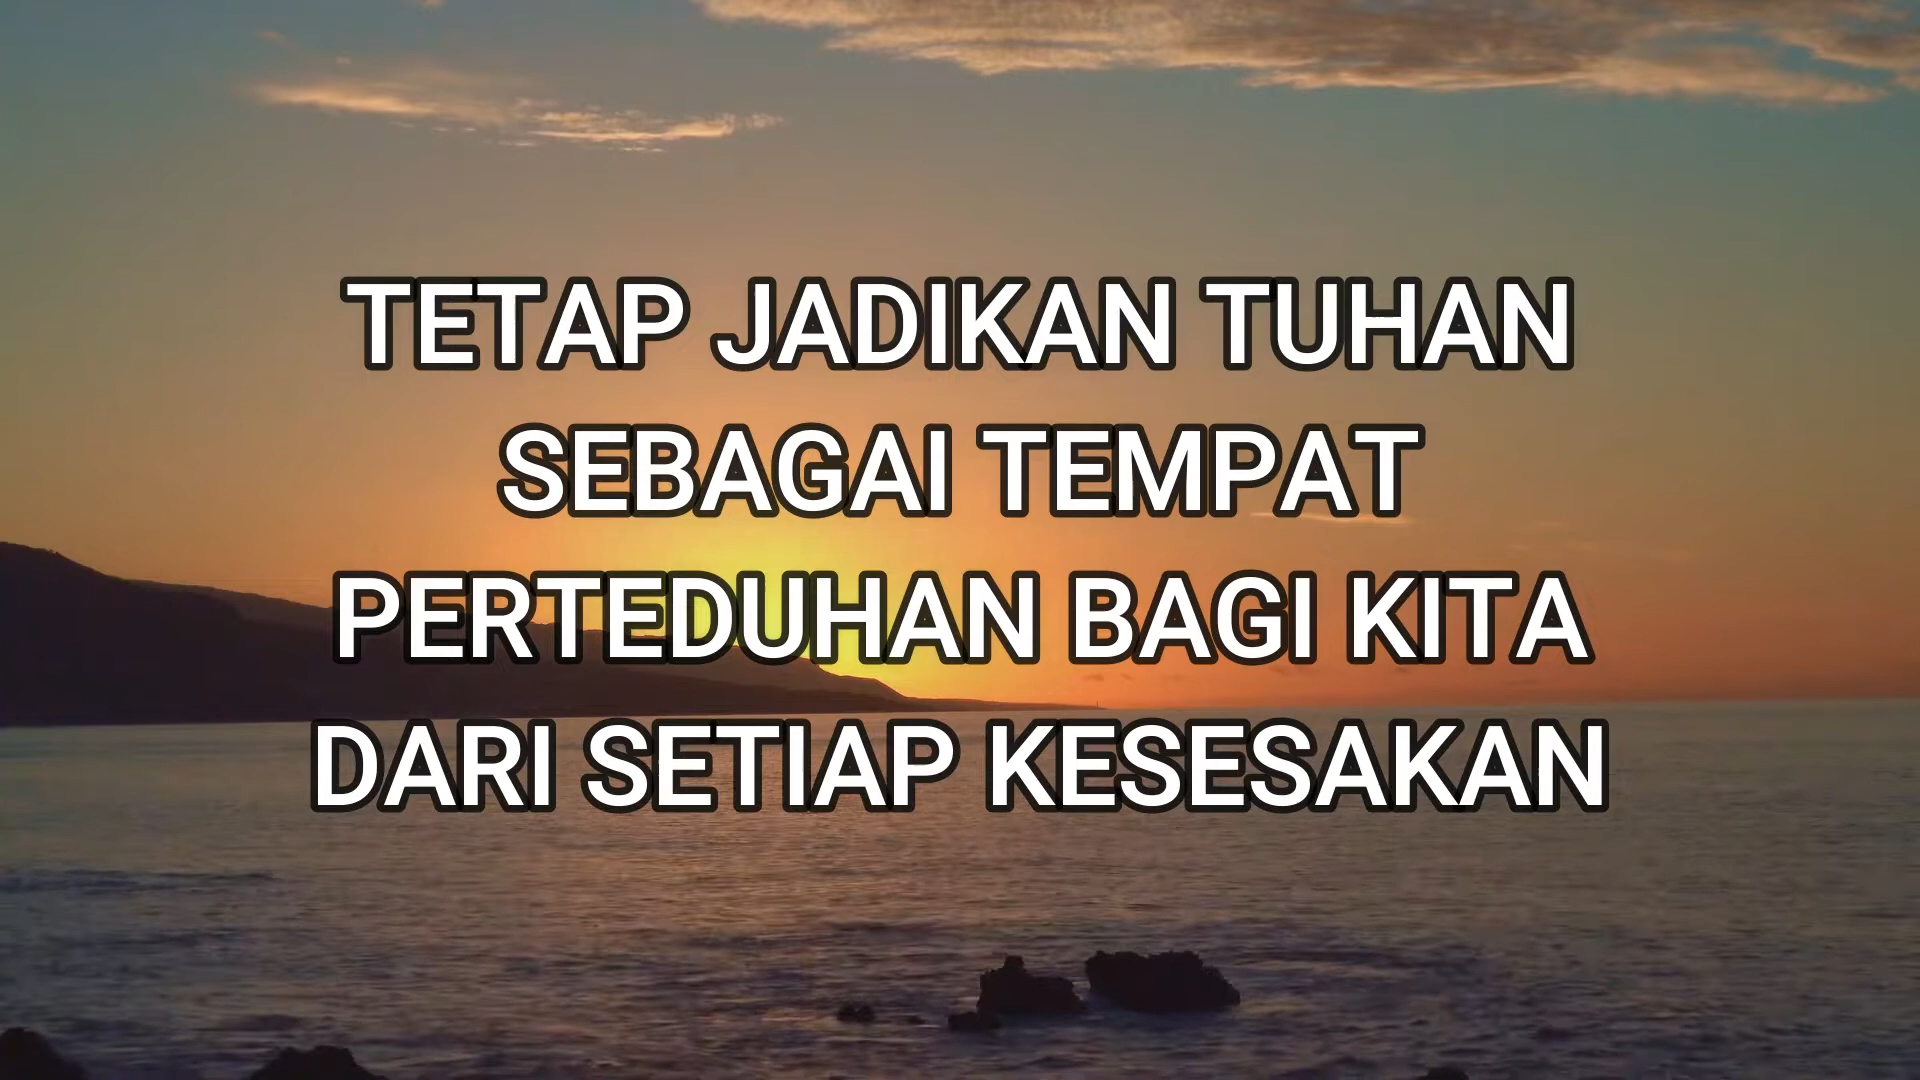 TETAP JADIKAN TUHAN
SEBAGAI TEMPAT
PERTEDUHAN BAGI KITA
DARI SETIAP KESESAKAN